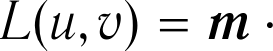 L(u,v) = m ·